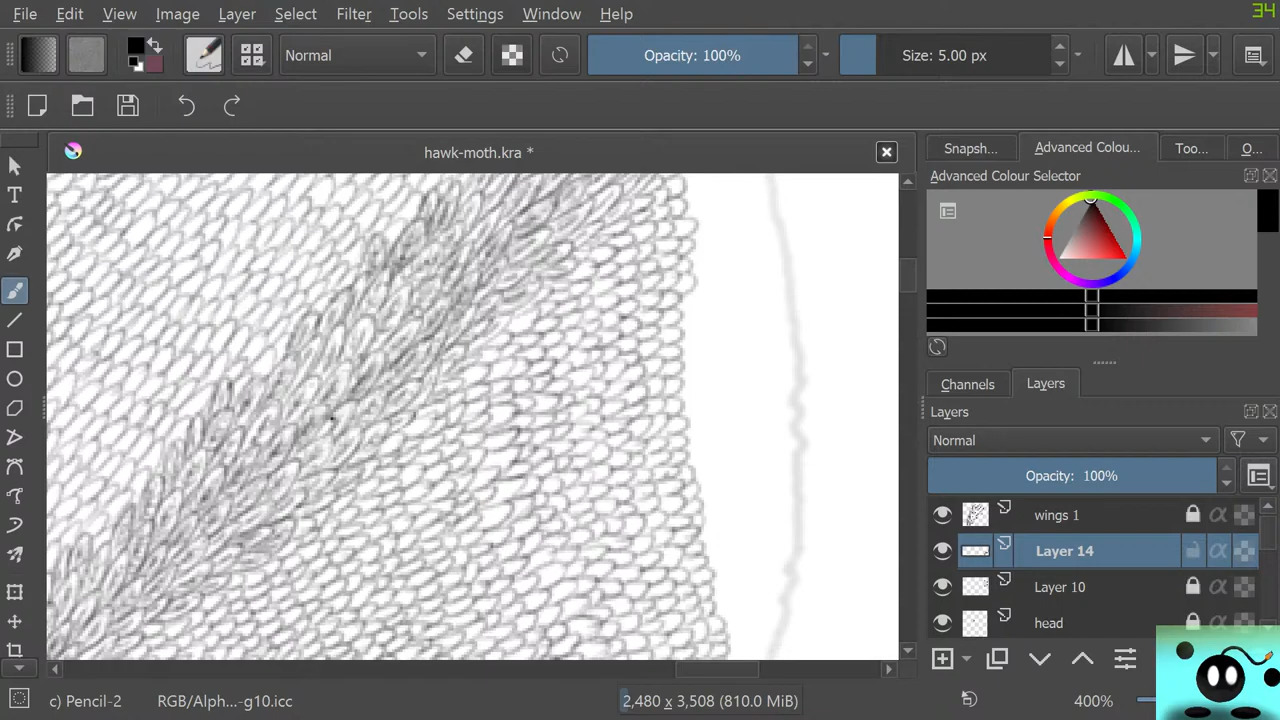 File Edit View Image Layer Select Filter Tools Settings Window Help
34
Normal
Opacity: 100%
Size: 5.00 px
hawk-moth.kra *
Snapsh...
Advanced Colou...
Too...
O...
Advanced Colour Selector
Channels
Layers
Layers
Normal
Opacity: 100%
wings 1
Layer 14
Layer 10
head
c) Pencil-2
RGB/Alph...-g10.icc
2,480 x 3,508 (810.0 MiB)
400%